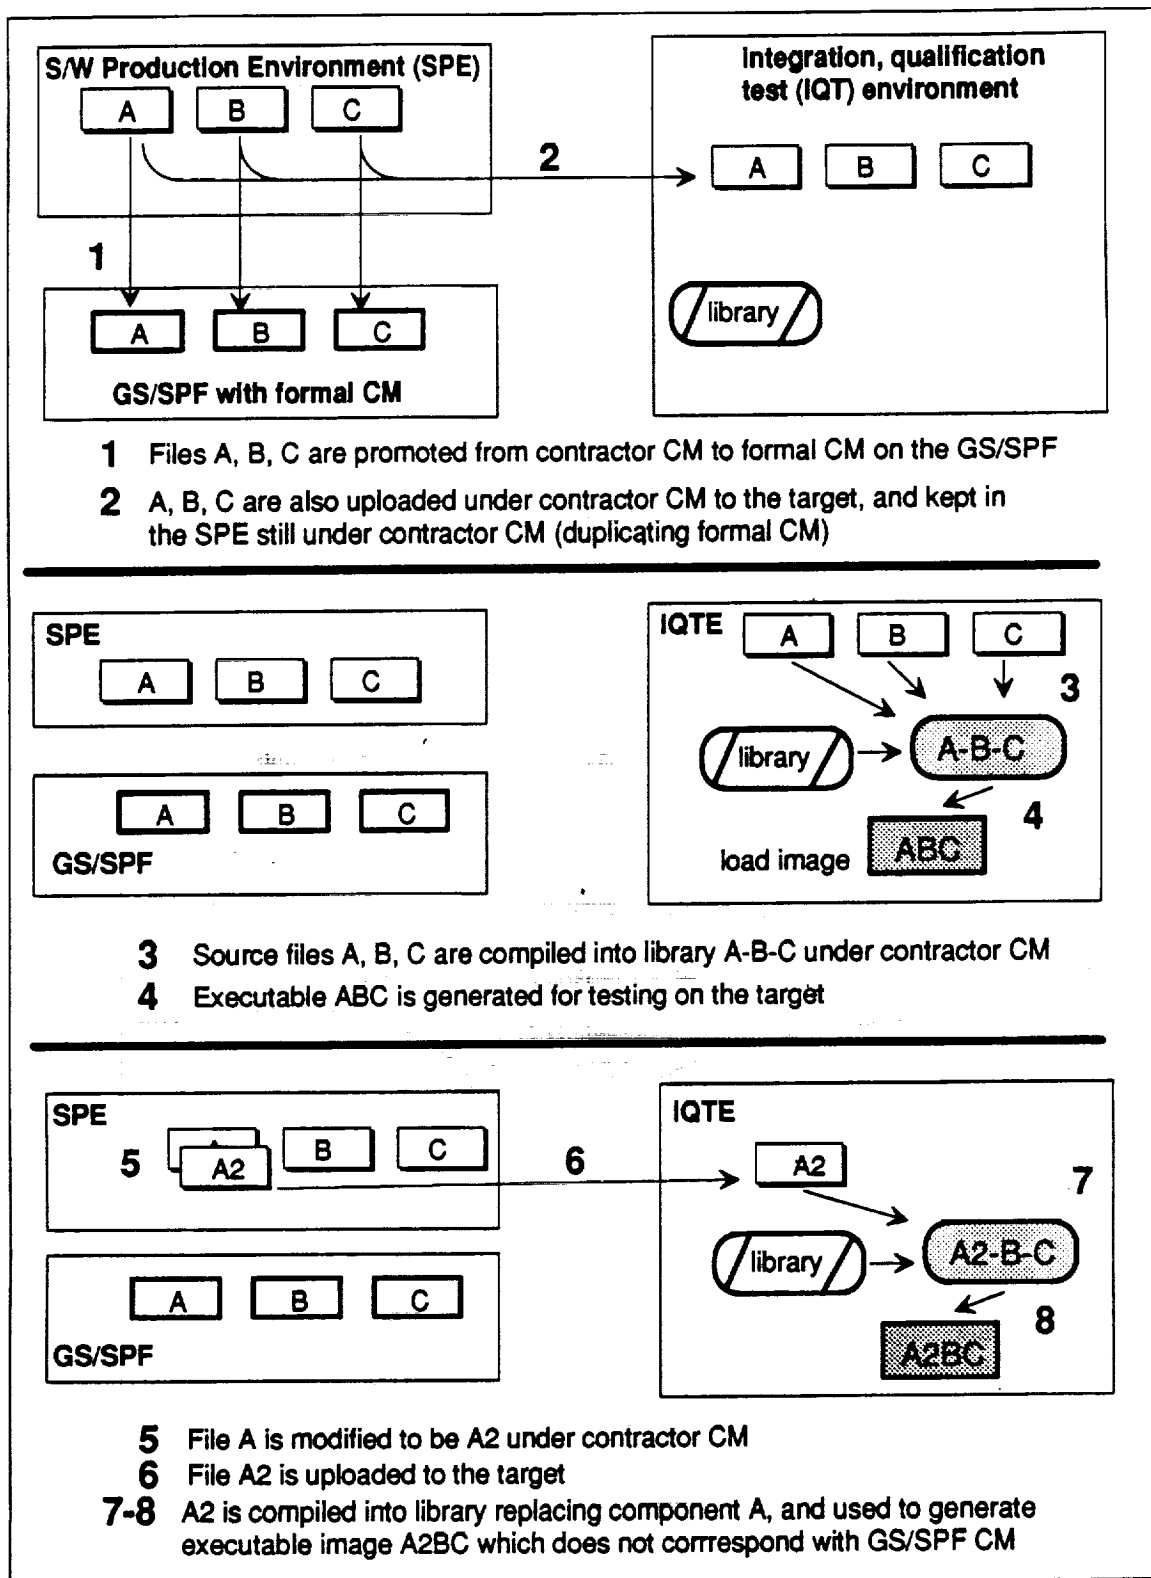 S/W Production Environment (SPE)
A B C
Integration, qualification
test (IQT) environment
2
A B C
1
library
A B C
GS/SPF with formal CM
1 Files A, B, C are promoted from contractor CM to formal CM on the GS/SPF
2 A, B, C are also uploaded under contractor CM to the target, and kept in
the SPE still under contractor CM (duplicating formal CM)
SPE
A B C
IQTE
A B C
3
library
A-B-C
4
A B C
GS/SPF
load image
ABC
3 Source files A, B, C are compiled into library A-B-C under contractor CM
4 Executable ABC is generated for testing on the target
SPE
5
A2
B C
6
IQTE
A2
7
library
A2-B-C
8
A B C
GS/SPF
A2BC
5 File A is modified to be A2 under contractor CM
6 File A2 is uploaded to the target
7-8 A2 is compiled into library replacing component A, and used to generate
executable image A2BC which does not corrrespond with GS/SPF CM